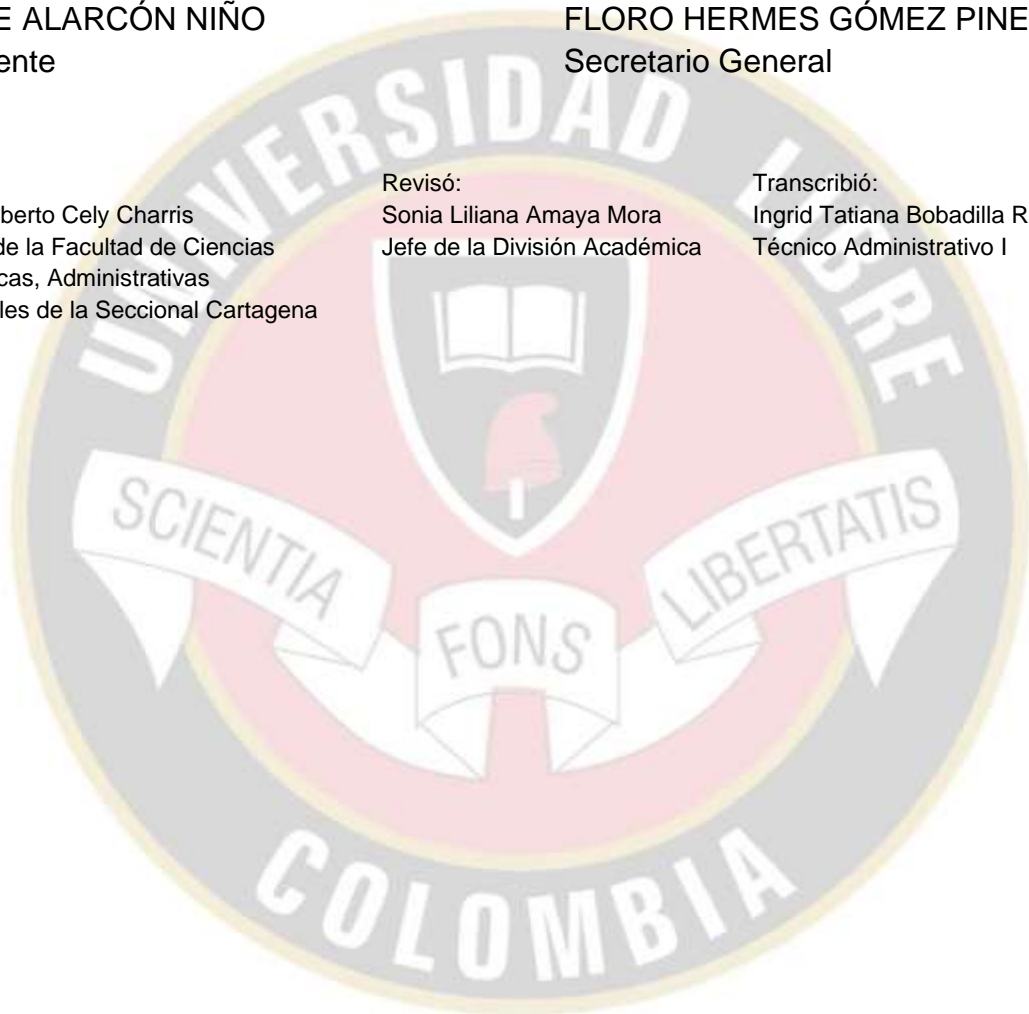 E ALARCÓN NIÑO
ente
FLORO HERMES GÓMEZ PINE
Secretario General
berto Cely Charris
de la Facultad de Ciencias
cas, Administrativas
les de la Seccional Cartagena
Revisó:
Sonia Liliana Amaya Mora
Jefe de la División Académica
Transcribió:
Ingrid Tatiana Bobadilla R
Técnico Administrativo I
UNIVERSIDAD LIBRE
SCIENTIA
FONS
LIBERTATIS
COLOMBIA